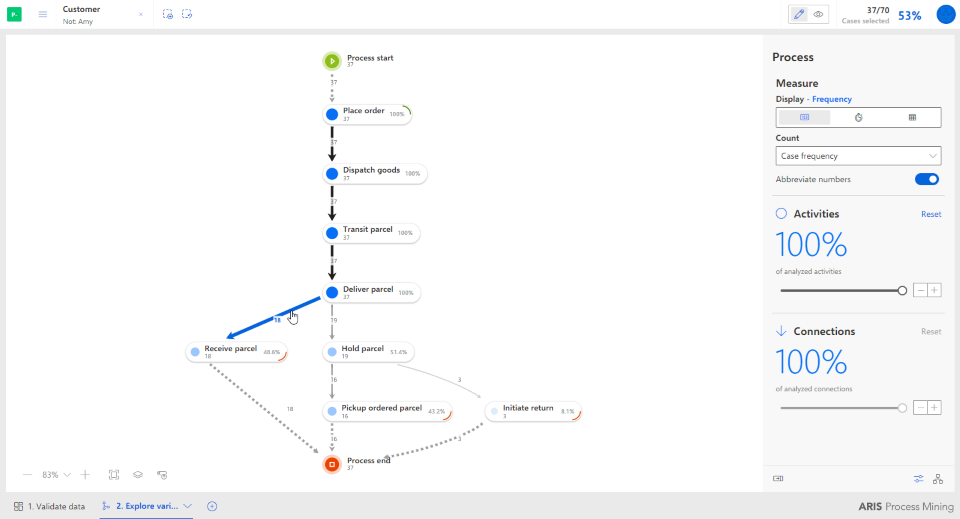 P.
Customer
Not: Amy
37/70
Cases selected
53%
Process start
37
37
Place order
37
100%
37
Dispatch goods
37
100%
37
Transit parcel
37
100%
37
Deliver parcel
37
100%
18
19
Receive parcel
18
48.6%
Hold parcel
19
51.4%
16
3
18
Pickup ordered parcel
16
43.2%
Initiate return
3
8.1%
16
3
Process end
37
83%
Process
Measure
Display - Frequency
Count
Case frequency
Abbreviate numbers
Activities
Reset
100%
of analyzed activities
Connections
Reset
100%
of analyzed connections
1. Validate data
2. Explore vari...
ARIS Process Mining